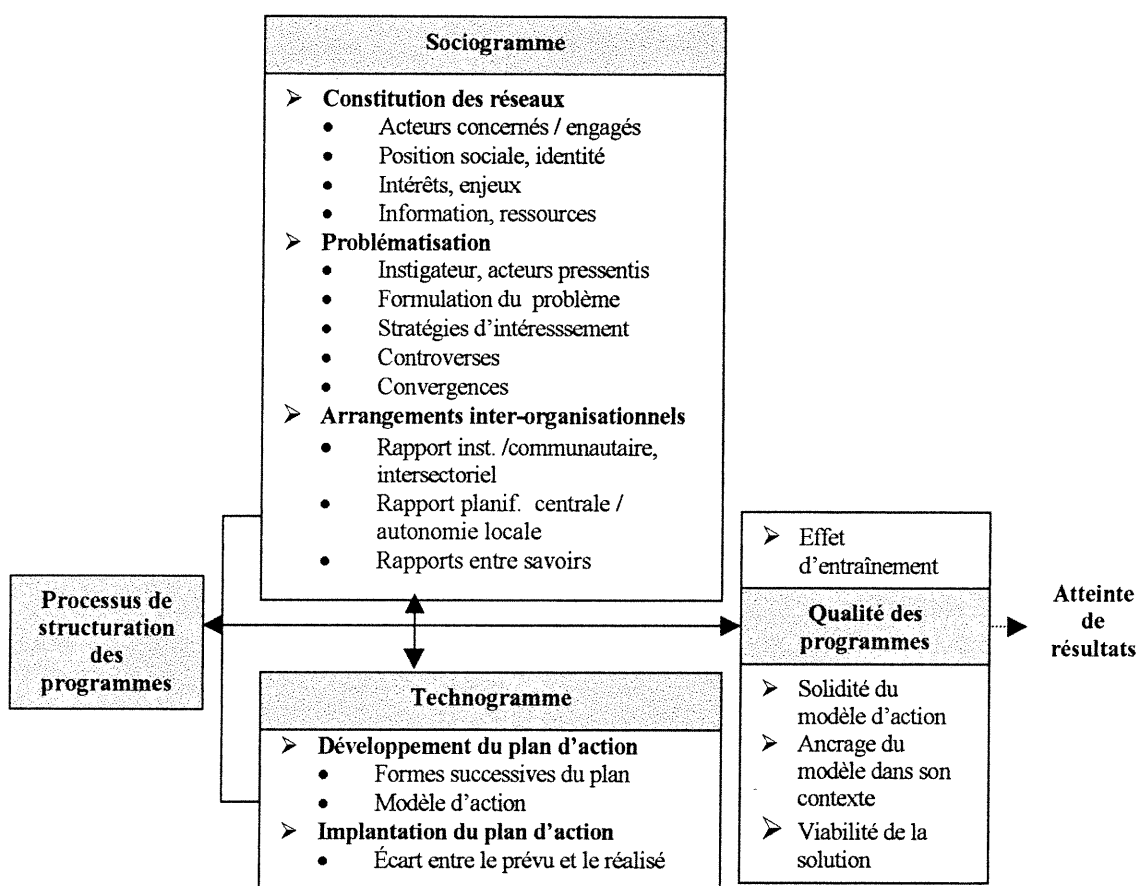 Sociogramme
➢ Constitution des réseaux
• Acteurs concernés / engagés
• Position sociale, identité
• Intérêts, enjeux
• Information, ressources
➢ Problématisation
• Instigateur, acteurs pressentis
• Formulation du problème
• Stratégies d'intéresssement
• Controverses
• Convergences
➢ Arrangements inter-organisationnels
• Rapport inst. /communautaire,
intersectoriel
• Rapport planif. centrale /
autonomie locale
• Rapports entre savoirs
Processus de
structuration
des
programmes
Technogramme
➢ Développement du plan d'action
• Formes successives du plan
• Modèle d'action
➢ Implantation du plan d'action
• Écart entre le prévu et le réalisé
➢ Effet
d'entraînement
Qualité des
programmes
➢ Solidité du
modèle d'action
➢ Ancrage du
modèle dans son
contexte
➢ Viabilité de la
solution
Atteinte
de
résultats